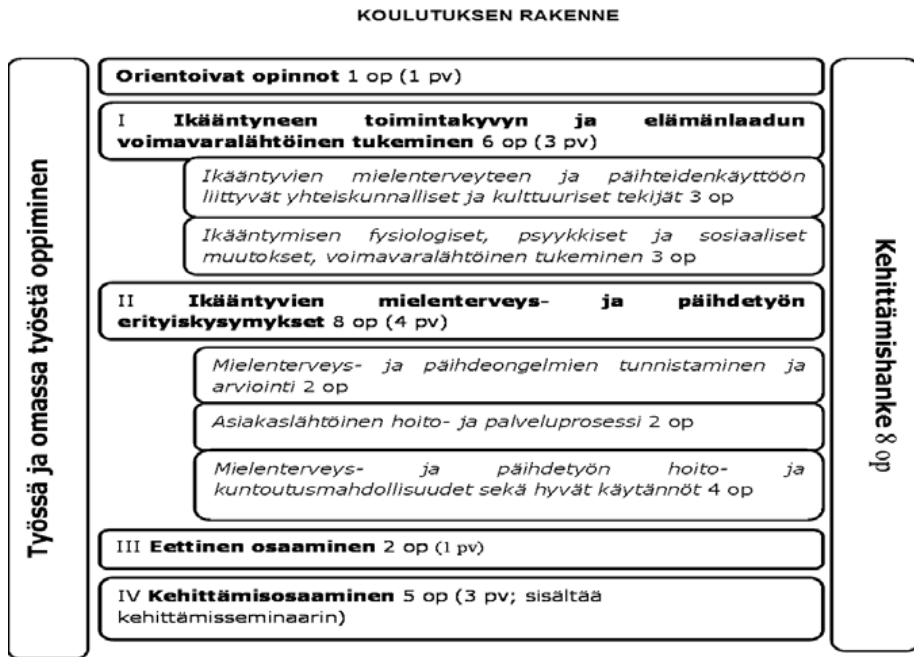 KOULUTUKSEN RAKENNE
Työssä ja omassa työstä oppiminen
Orientoivat opinnot 1 op (1 pv)
I Ikääntyneen toimintakyvyn ja elämänlaadun
voimavaralähtöinen tukeminen 6 op (3 pv)
Ikääntyvien mielenterveyteen ja päihteidenkäyttöön
liittyvät yhteiskunnalliset ja kulttuuriset tekijät 3 op
Ikääntymisen fysiologiset, psyykkiset ja sosiaaliset
muutokset, voimavaralähtöinen tukeminen 3 op
II Ikääntyvien mielenterveys- ja päihdetyön
erityiskysymykset 8 op (4 pv)
Mielenterveys- ja päihdeongelmien tunnistaminen ja
arviointi 2 op
Asiakaslähtöinen hoito- ja palveluprosessi 2 op
Mielenterveys- ja päihdetyön hoito- ja
kuntoutusmahdollisuudet sekä hyvät käytännöt 4 op
III Eettinen osaaminen 2 op (1 pv)
IV Kehittämisosaaminen 5 op (3 pv; sisältää
kehittämisseminaarin)
Kehittämishanke 8 op